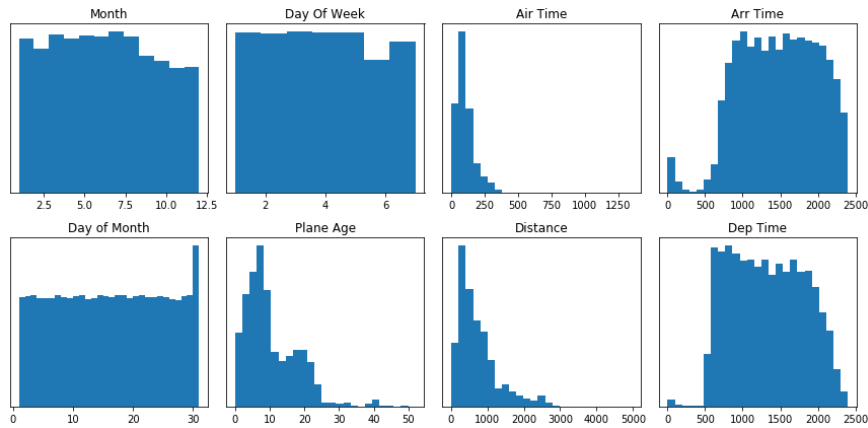 Month Day Of Week Air Time Arr Time
2.5 5.0 7.5 10.0 12.5 2 4 6 0 250 500 750 1000 1250 0 500 1000 1500 2000 2500
Day of Month Plane Age Distance Dep Time
0 10 20 30 0 10 20 30 40 50 0 1000 2000 3000 4000 5000 0 500 1000 1500 2000 2500